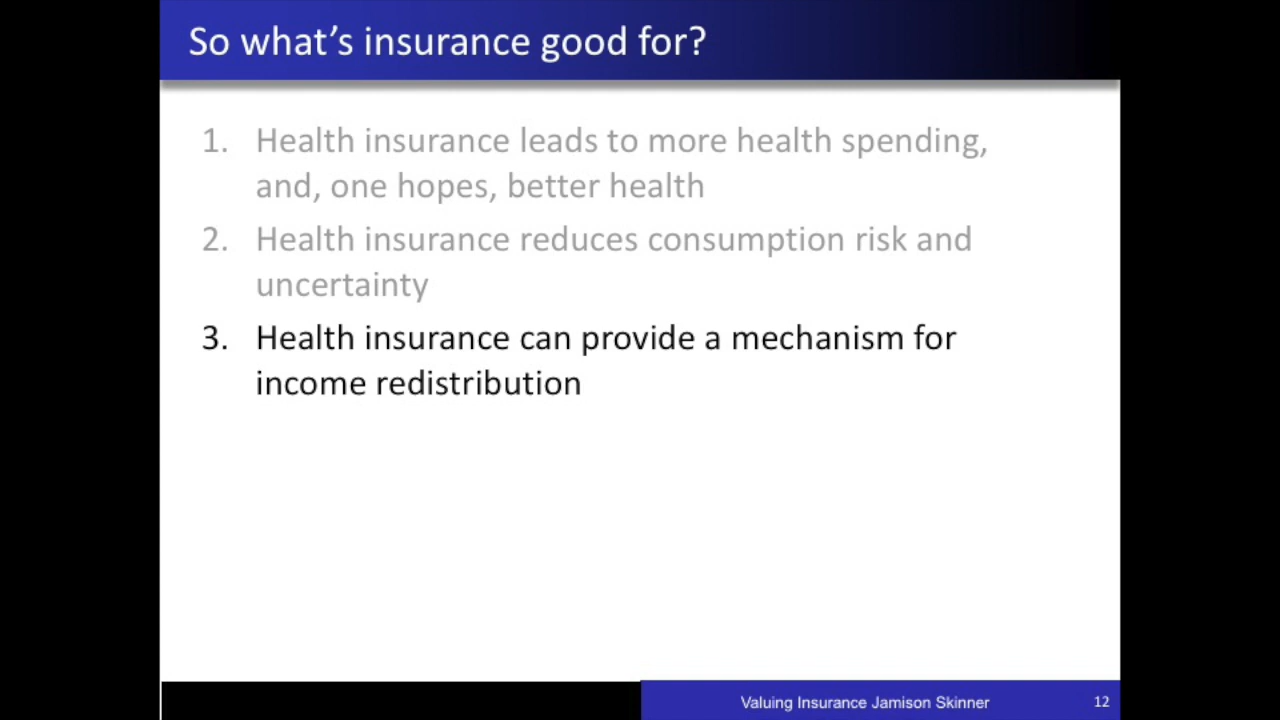 So what’s insurance good for?
1. Health insurance leads to more health spending,
and, one hopes, better health
2. Health insurance reduces consumption risk and
uncertainty
3. Health insurance can provide a mechanism for
income redistribution
Valuing Insurance Jamison Skinner
12